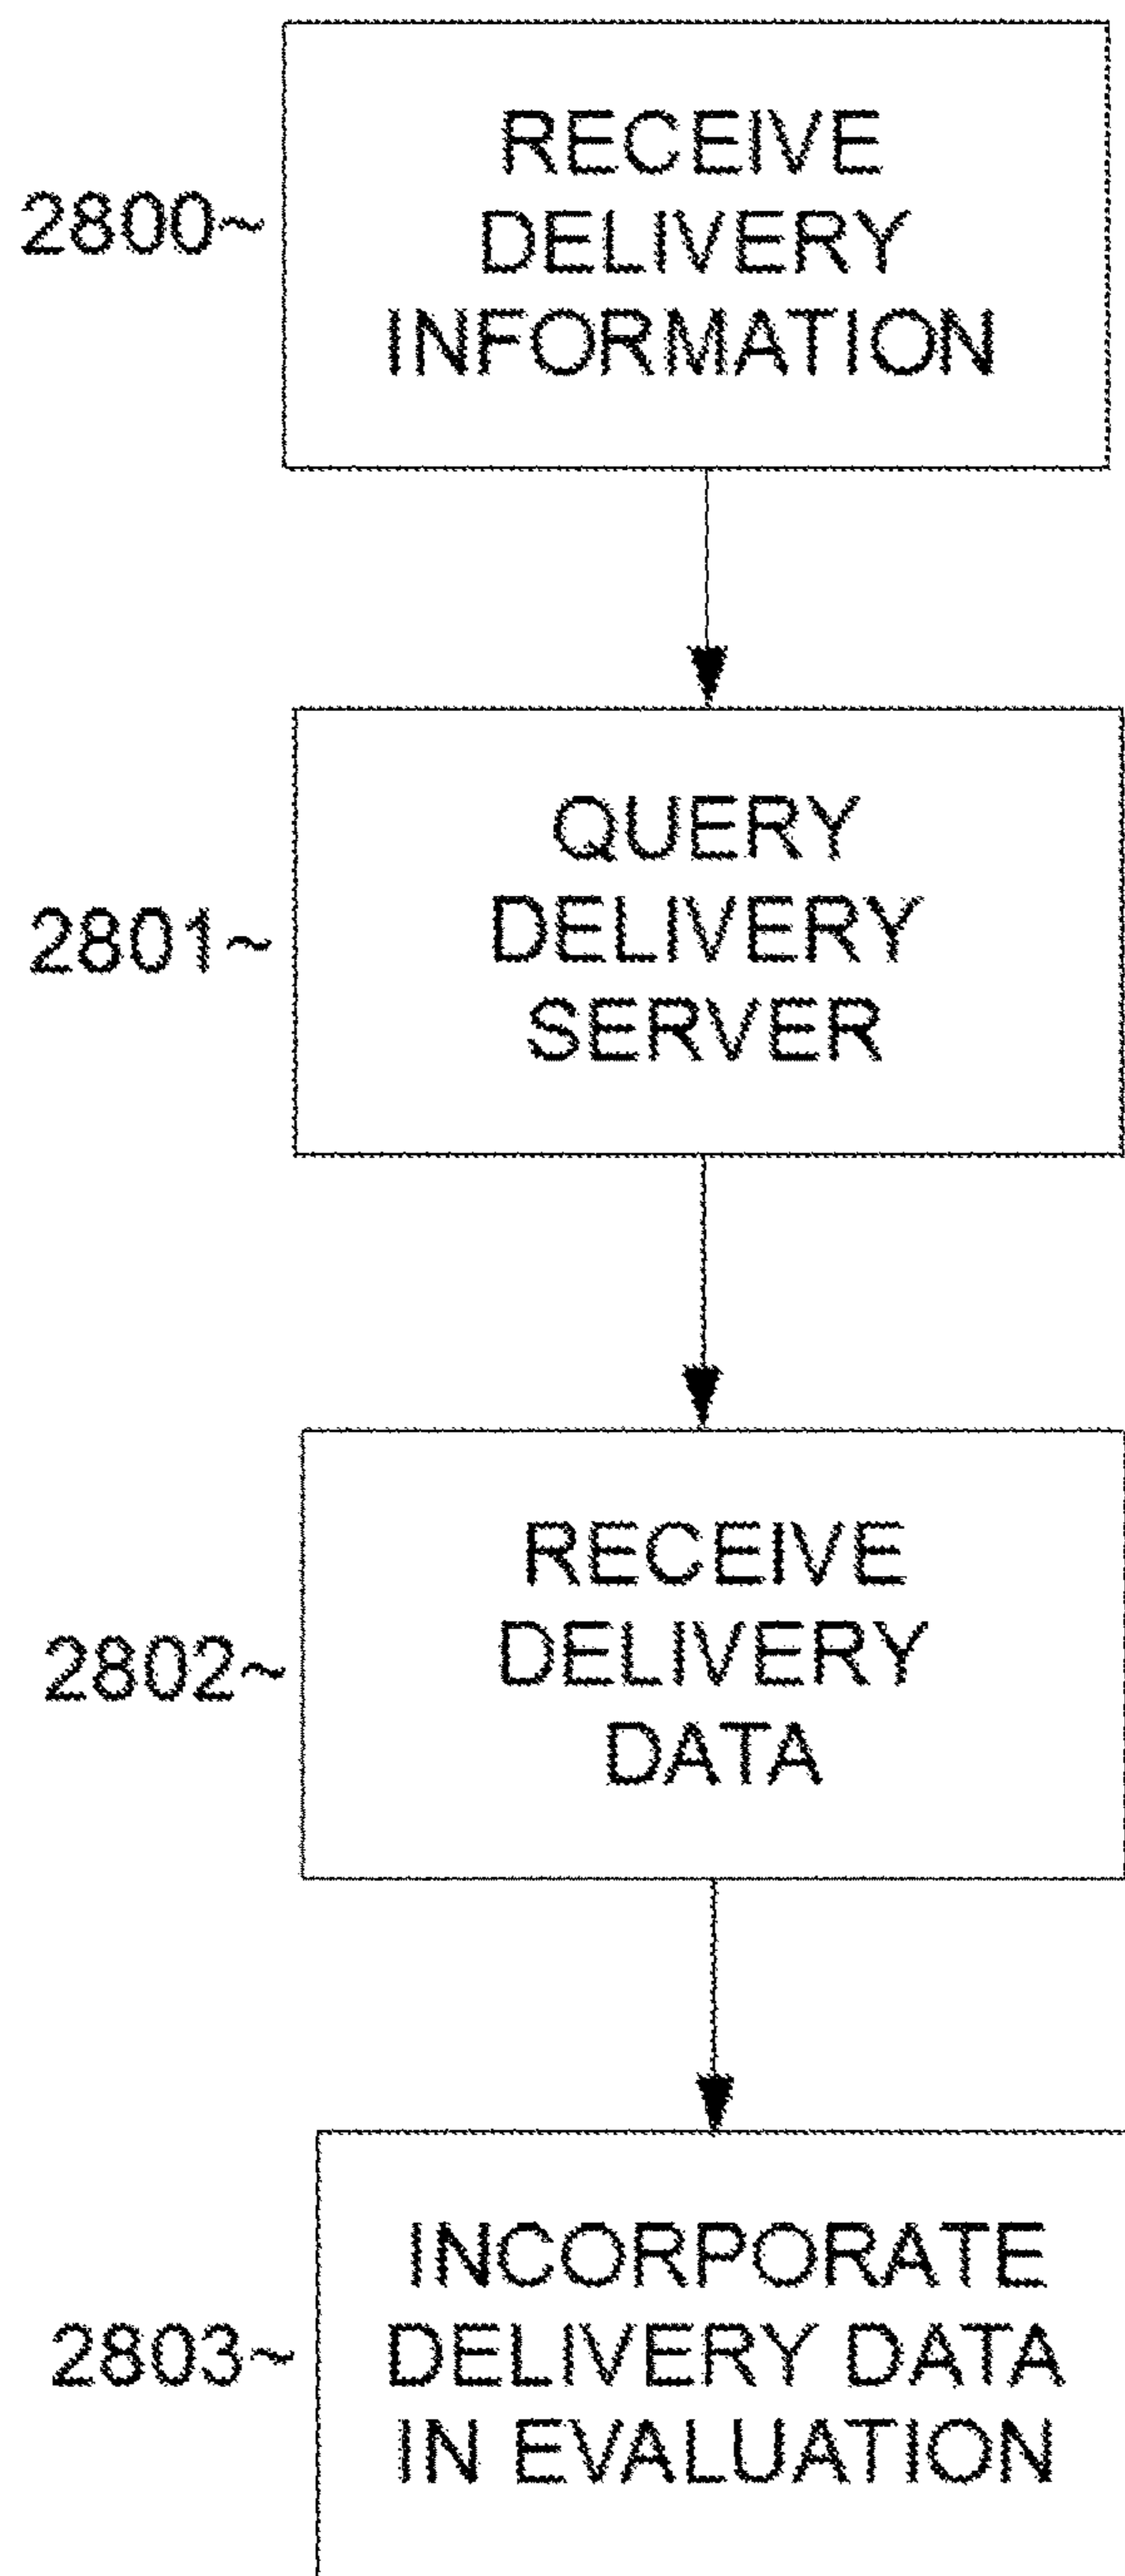 RECEIVE
DELIVERY
INFORMATION
2800~
QUERY
DELIVERY
SERVER
2801~
RECEIVE
DELIVERY
DATA
2802~
INCORPORATE
DELIVERY DATA
IN EVALUATION
2803~